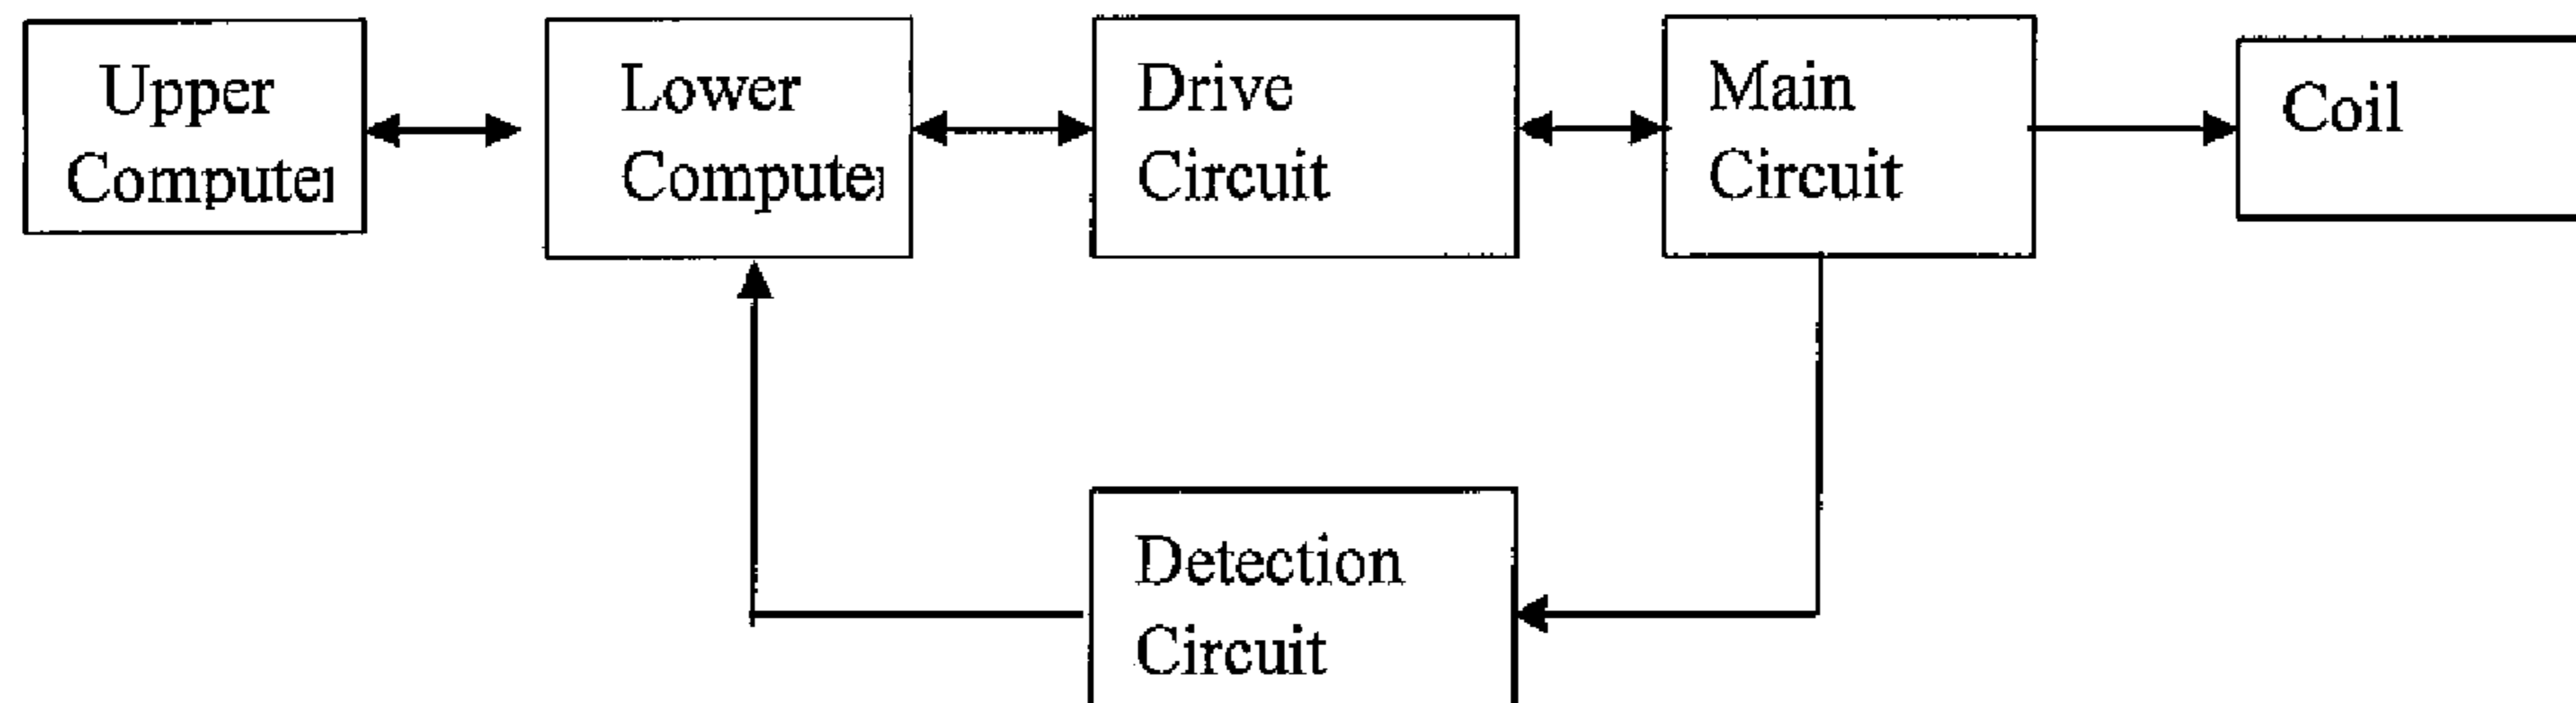 Upper
Computer
Lower
Computer
Drive
Circuit
Main
Circuit
Coil
Detection
Circuit